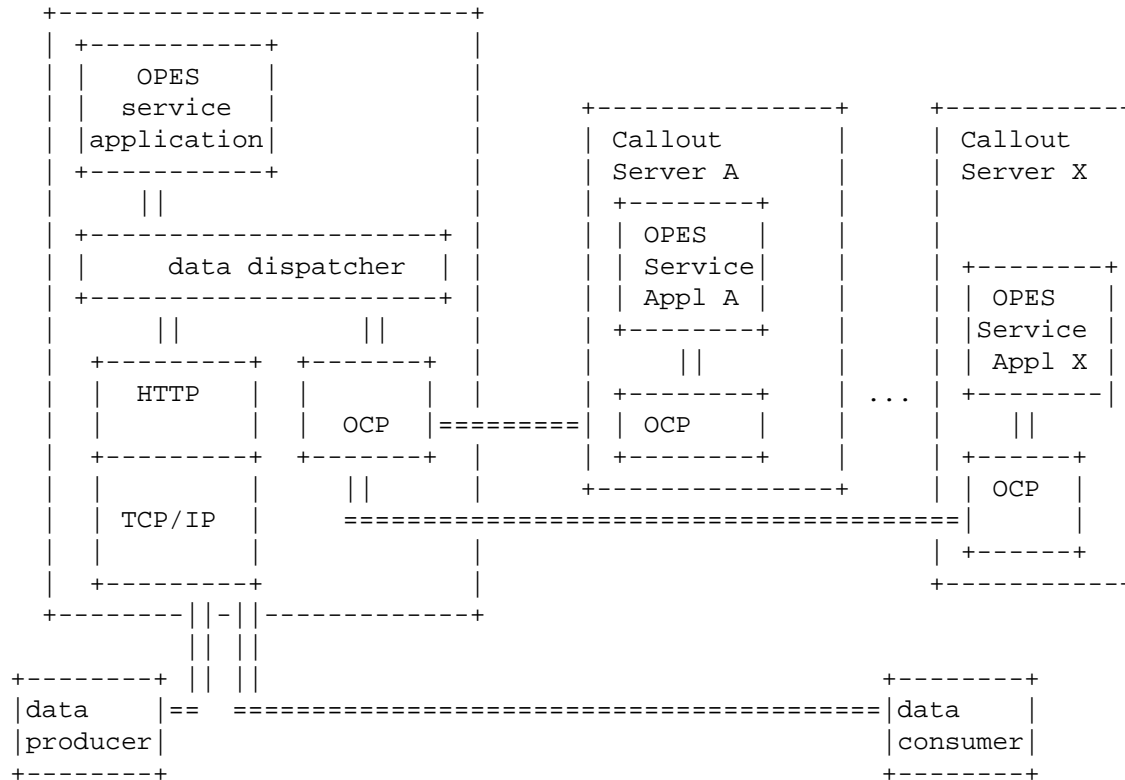 OPES
service
application
data dispatcher
HTTP
OCP
TCP/IP
Callout
Server A
OPES
Service
Appl A
OCP
...
Callout
Server X
OPES
Service
Appl X
OCP
data
producer
data
consumer